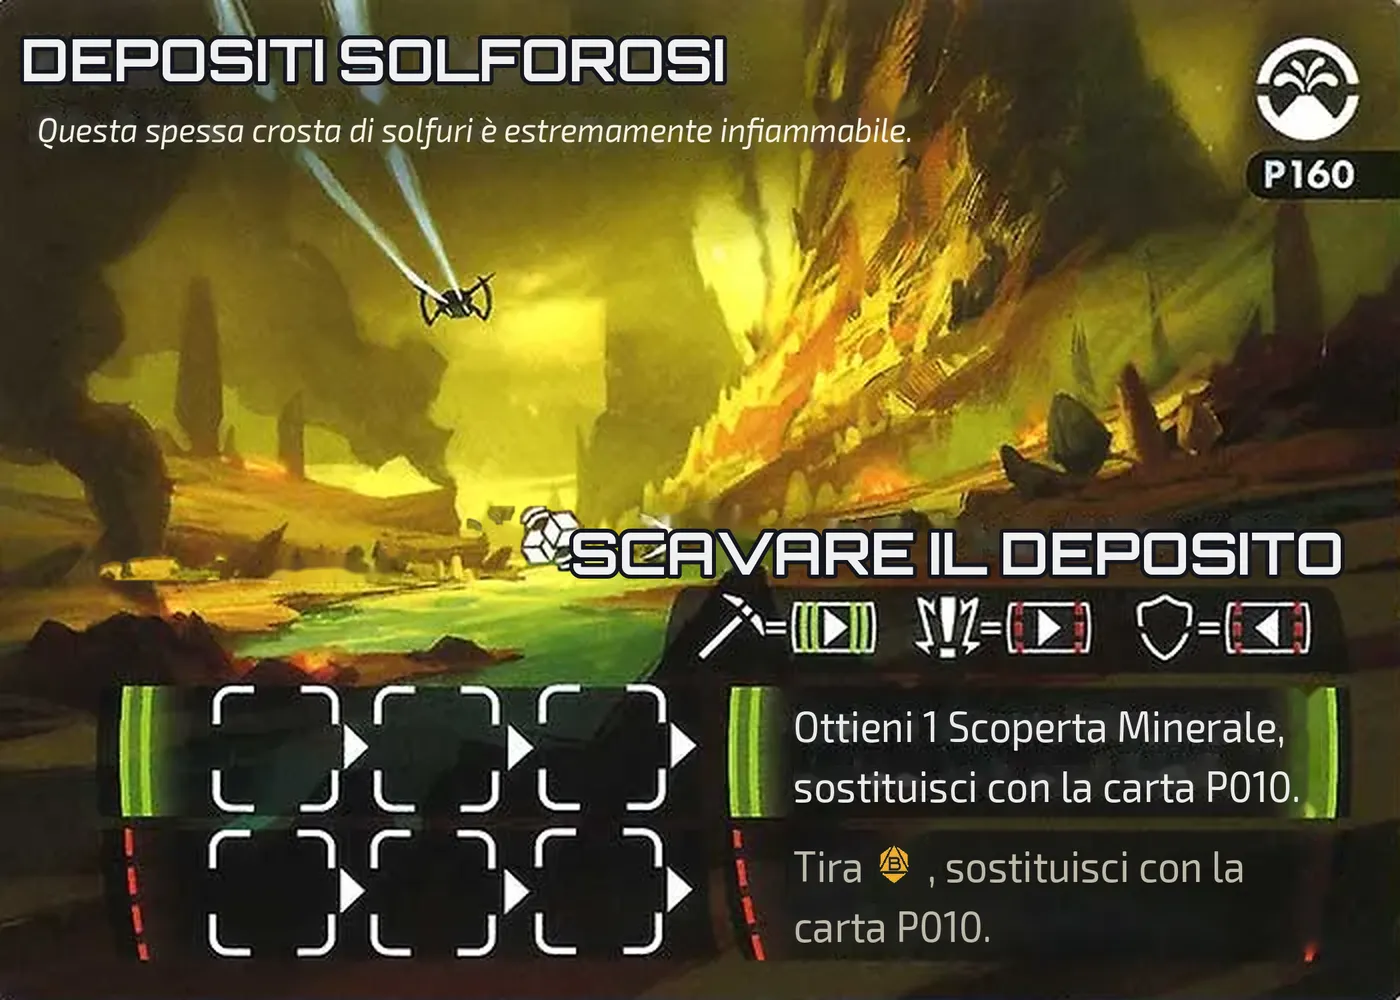 DEPOSITI SOLFOROSI
Questa spessa crosta di solfuri è estremamente infiammabile.
P160
SCAVARE IL DEPOSITO
= = =
Ottieni 1 Scoperta Minerale,
sostituisci con la carta P010.
Tira B , sostituisci con la
carta P010.